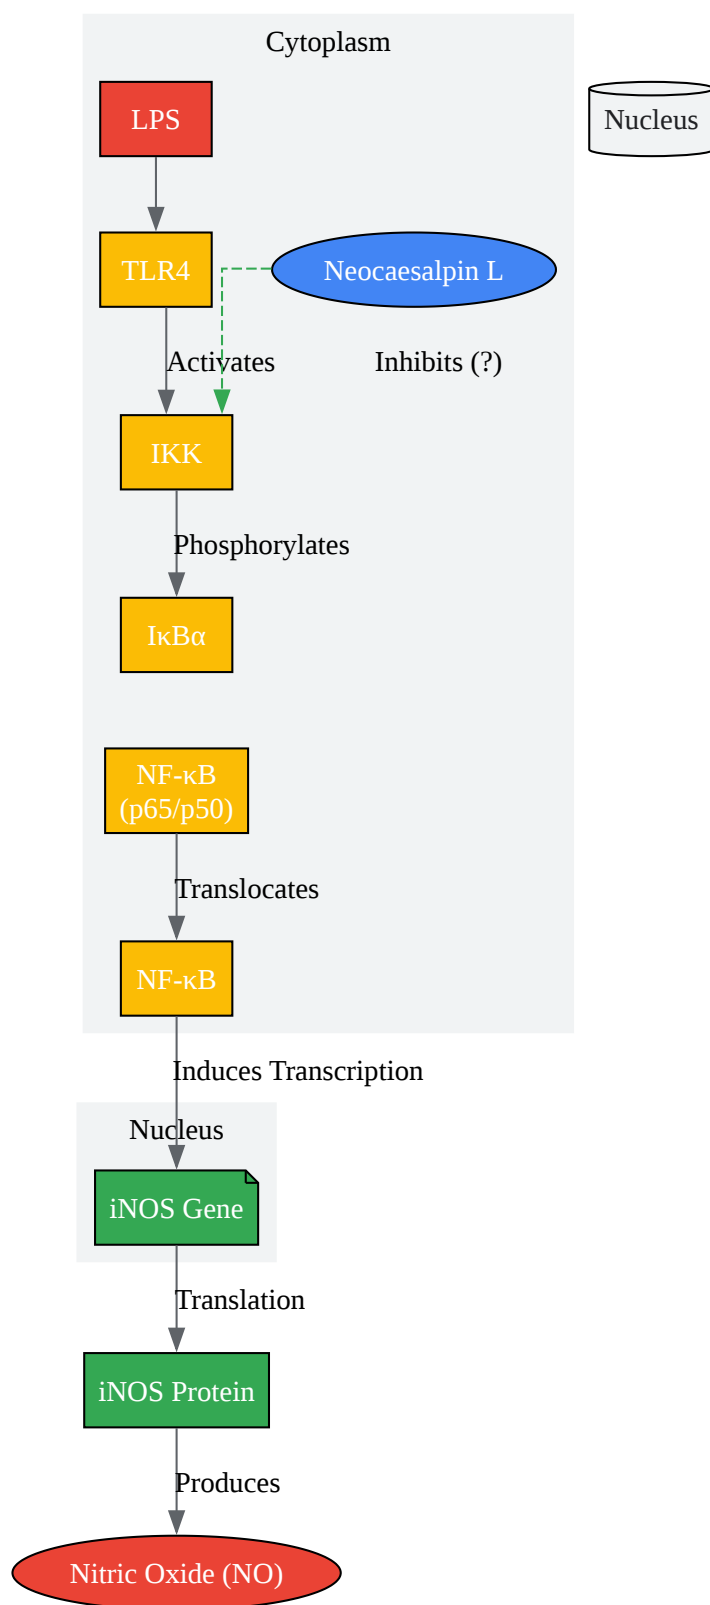 Cytoplasm
LPS
Nucleus
TLR4
Neocaesalpin L
Activates
Inhibits (?)
IKK
Phosphorylates
IκBα
NF-κB
(p65/p50)
Translocates
NF-κB
Induces Transcription
Nucleus
iNOS Gene
Translation
iNOS Protein
Produces
Nitric Oxide (NO)